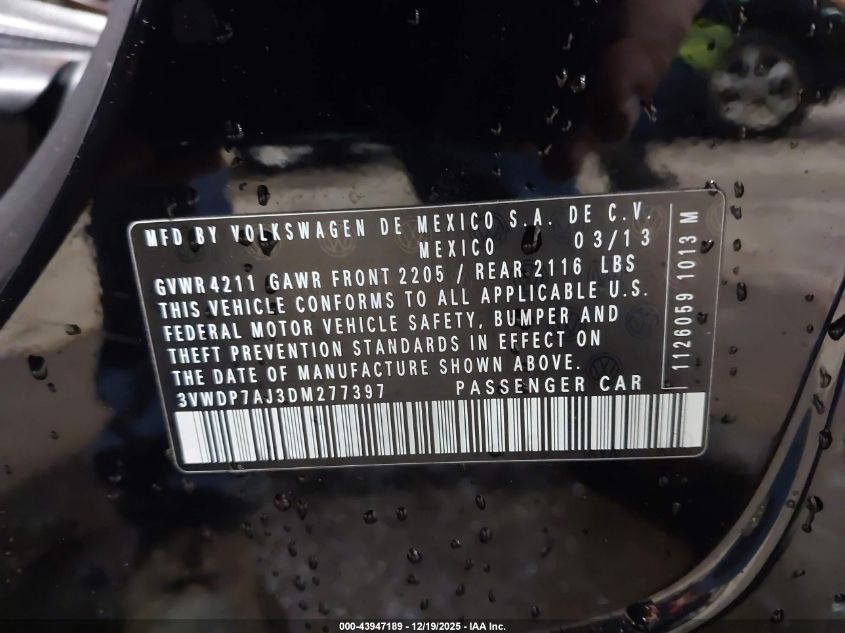 MFD BY VOLKSWAGEN DE MEXICO S.A. DE C.V.
MEXICO 03/13
GVWR 4211 GAWR FRONT 2205 / REAR 2116 LBS
THIS VEHICLE CONFORMS TO ALL APPLICABLE U.S.
FEDERAL MOTOR VEHICLE SAFETY, BUMPER AND
THEFT PREVENTION STANDARDS IN EFFECT ON
THE DATE OF MANUFACTURE SHOWN ABOVE.
3VWDP7AJ3DM277397 PASSENGER CAR
1126059 1013 M
000-43947189 - 12/19/2025 - IAA Inc.